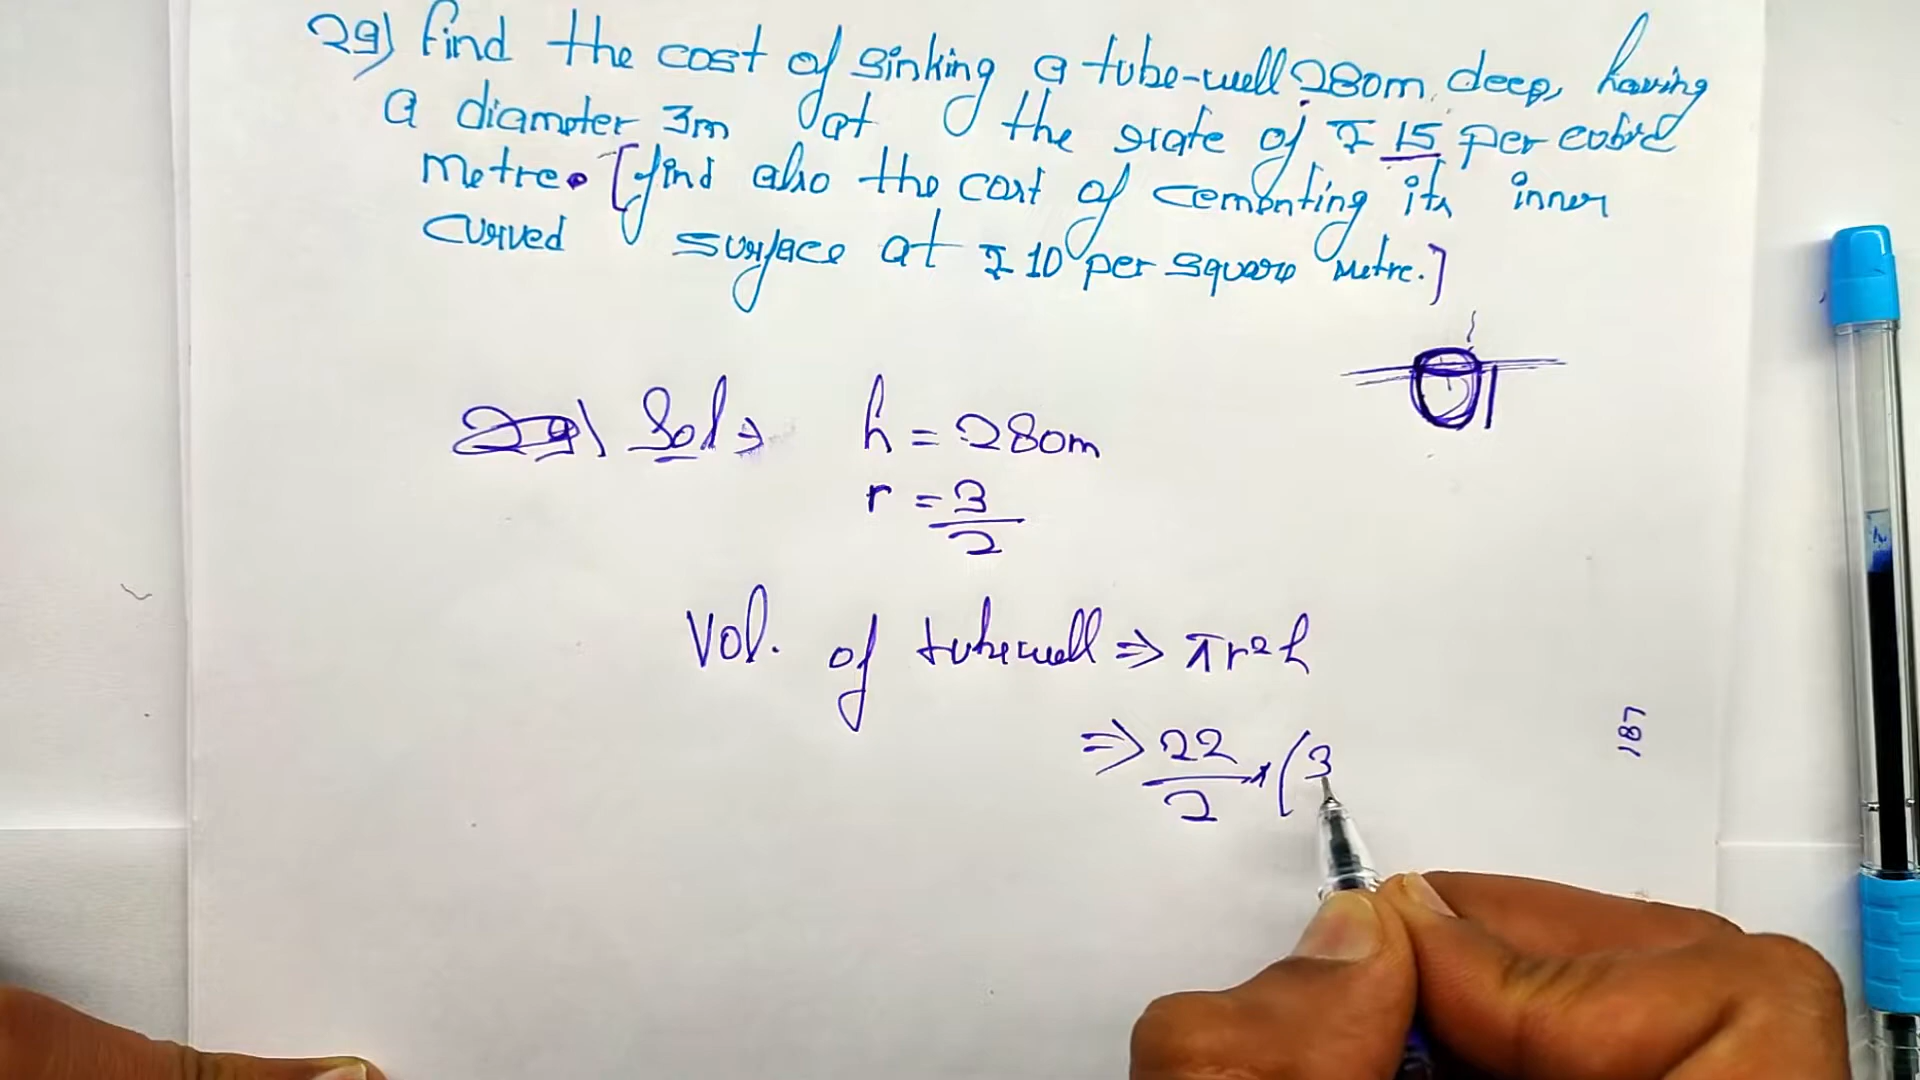 29) find the cost of sinking a tube-well 280m deep, having
a diameter 3m at the rate of ₹ 15 per cubic
metre. [find also the cost of cementing its inner
curved surface at ₹ 10 per square metre.]
29) Sol ⇒ h = 280m
r = 3/2
Vol. of tubewell ⇒ πr²h
⇒ 22/2 × (3
187